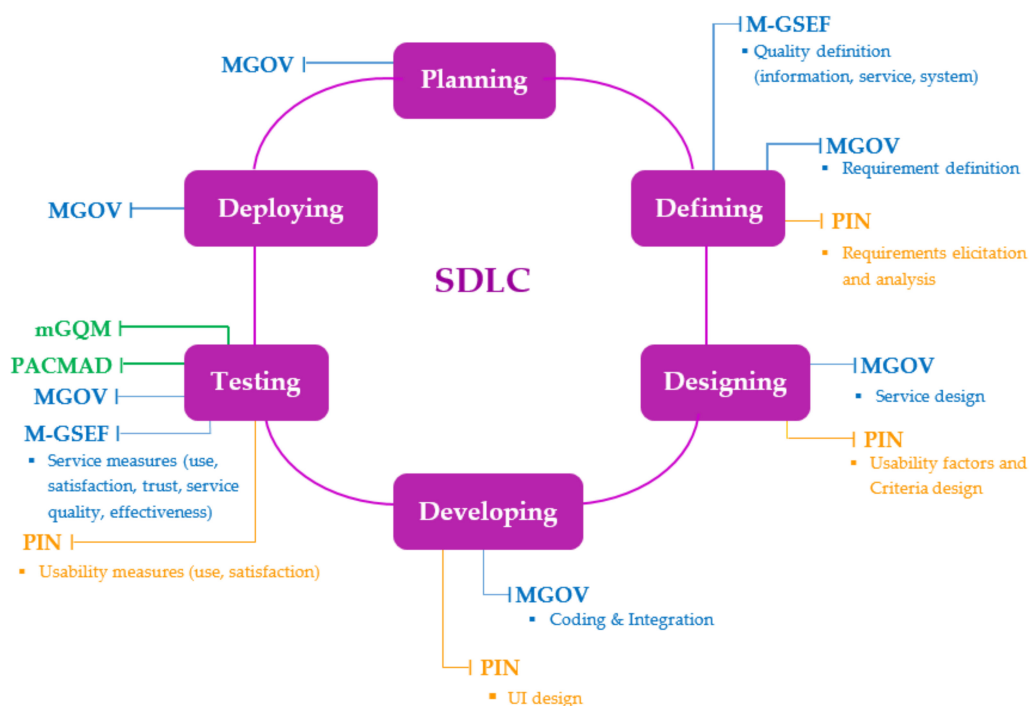 M-GSEF
▪ Quality definition
(information, service, system)
MGOV
Planning
MGOV
▪ Requirement definition
Deploying
Defining
MGOV
PIN
▪ Requirements elicitation
and analysis
SDLC
mGQM
PACMAD
Testing
Designing
MGOV
▪ Service design
MGOV
M-GSEF
▪ Service measures (use,
satisfaction, trust, service
quality, effectiveness)
PIN
▪ Usability factors and
Criteria design
Developing
PIN
▪ Usability measures (use, satisfaction)
MGOV
▪ Coding & Integration
PIN
▪ UI design